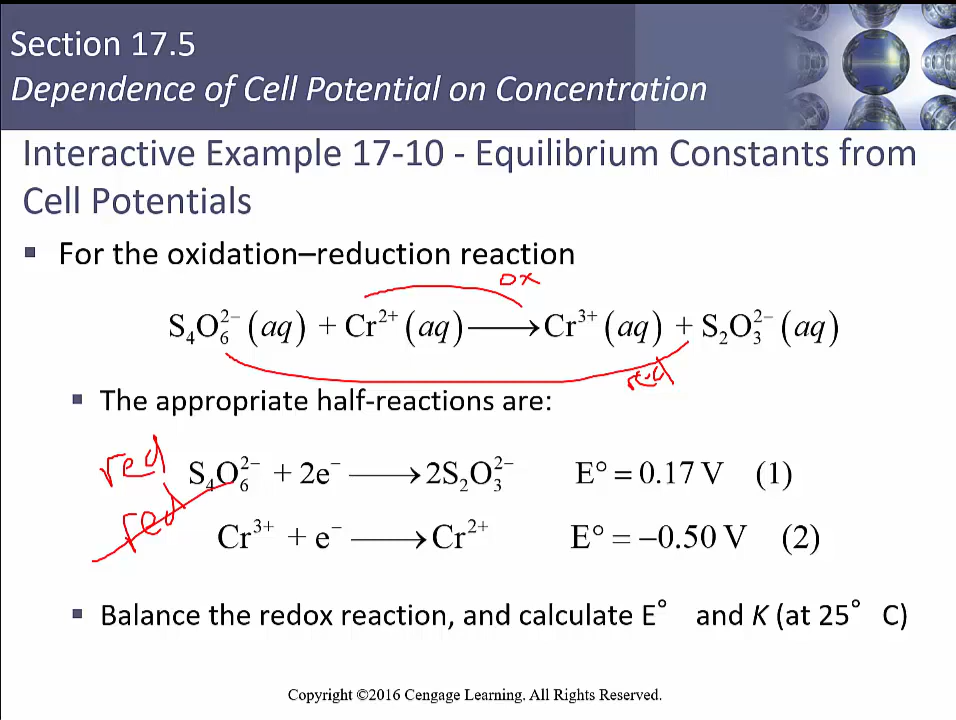 Section 17.5
Dependence of Cell Potential on Concentration
Interactive Example 17-10 - Equilibrium Constants from
Cell Potentials
▪ For the oxidation–reduction reaction
ox
S₄O₆²⁻(aq) + Cr²⁺(aq) ⟶ Cr³⁺(aq) + S₂O₃²⁻(aq)
red
▪ The appropriate half-reactions are:
red S₄O₆²⁻ + 2e⁻ ⟶ 2S₂O₃²⁻ E° = 0.17 V (1)
red Cr³⁺ + e⁻ ⟶ Cr²⁺ E° = −0.50 V (2)
▪ Balance the redox reaction, and calculate E° and K (at 25° C)
Copyright ©2016 Cengage Learning. All Rights Reserved.